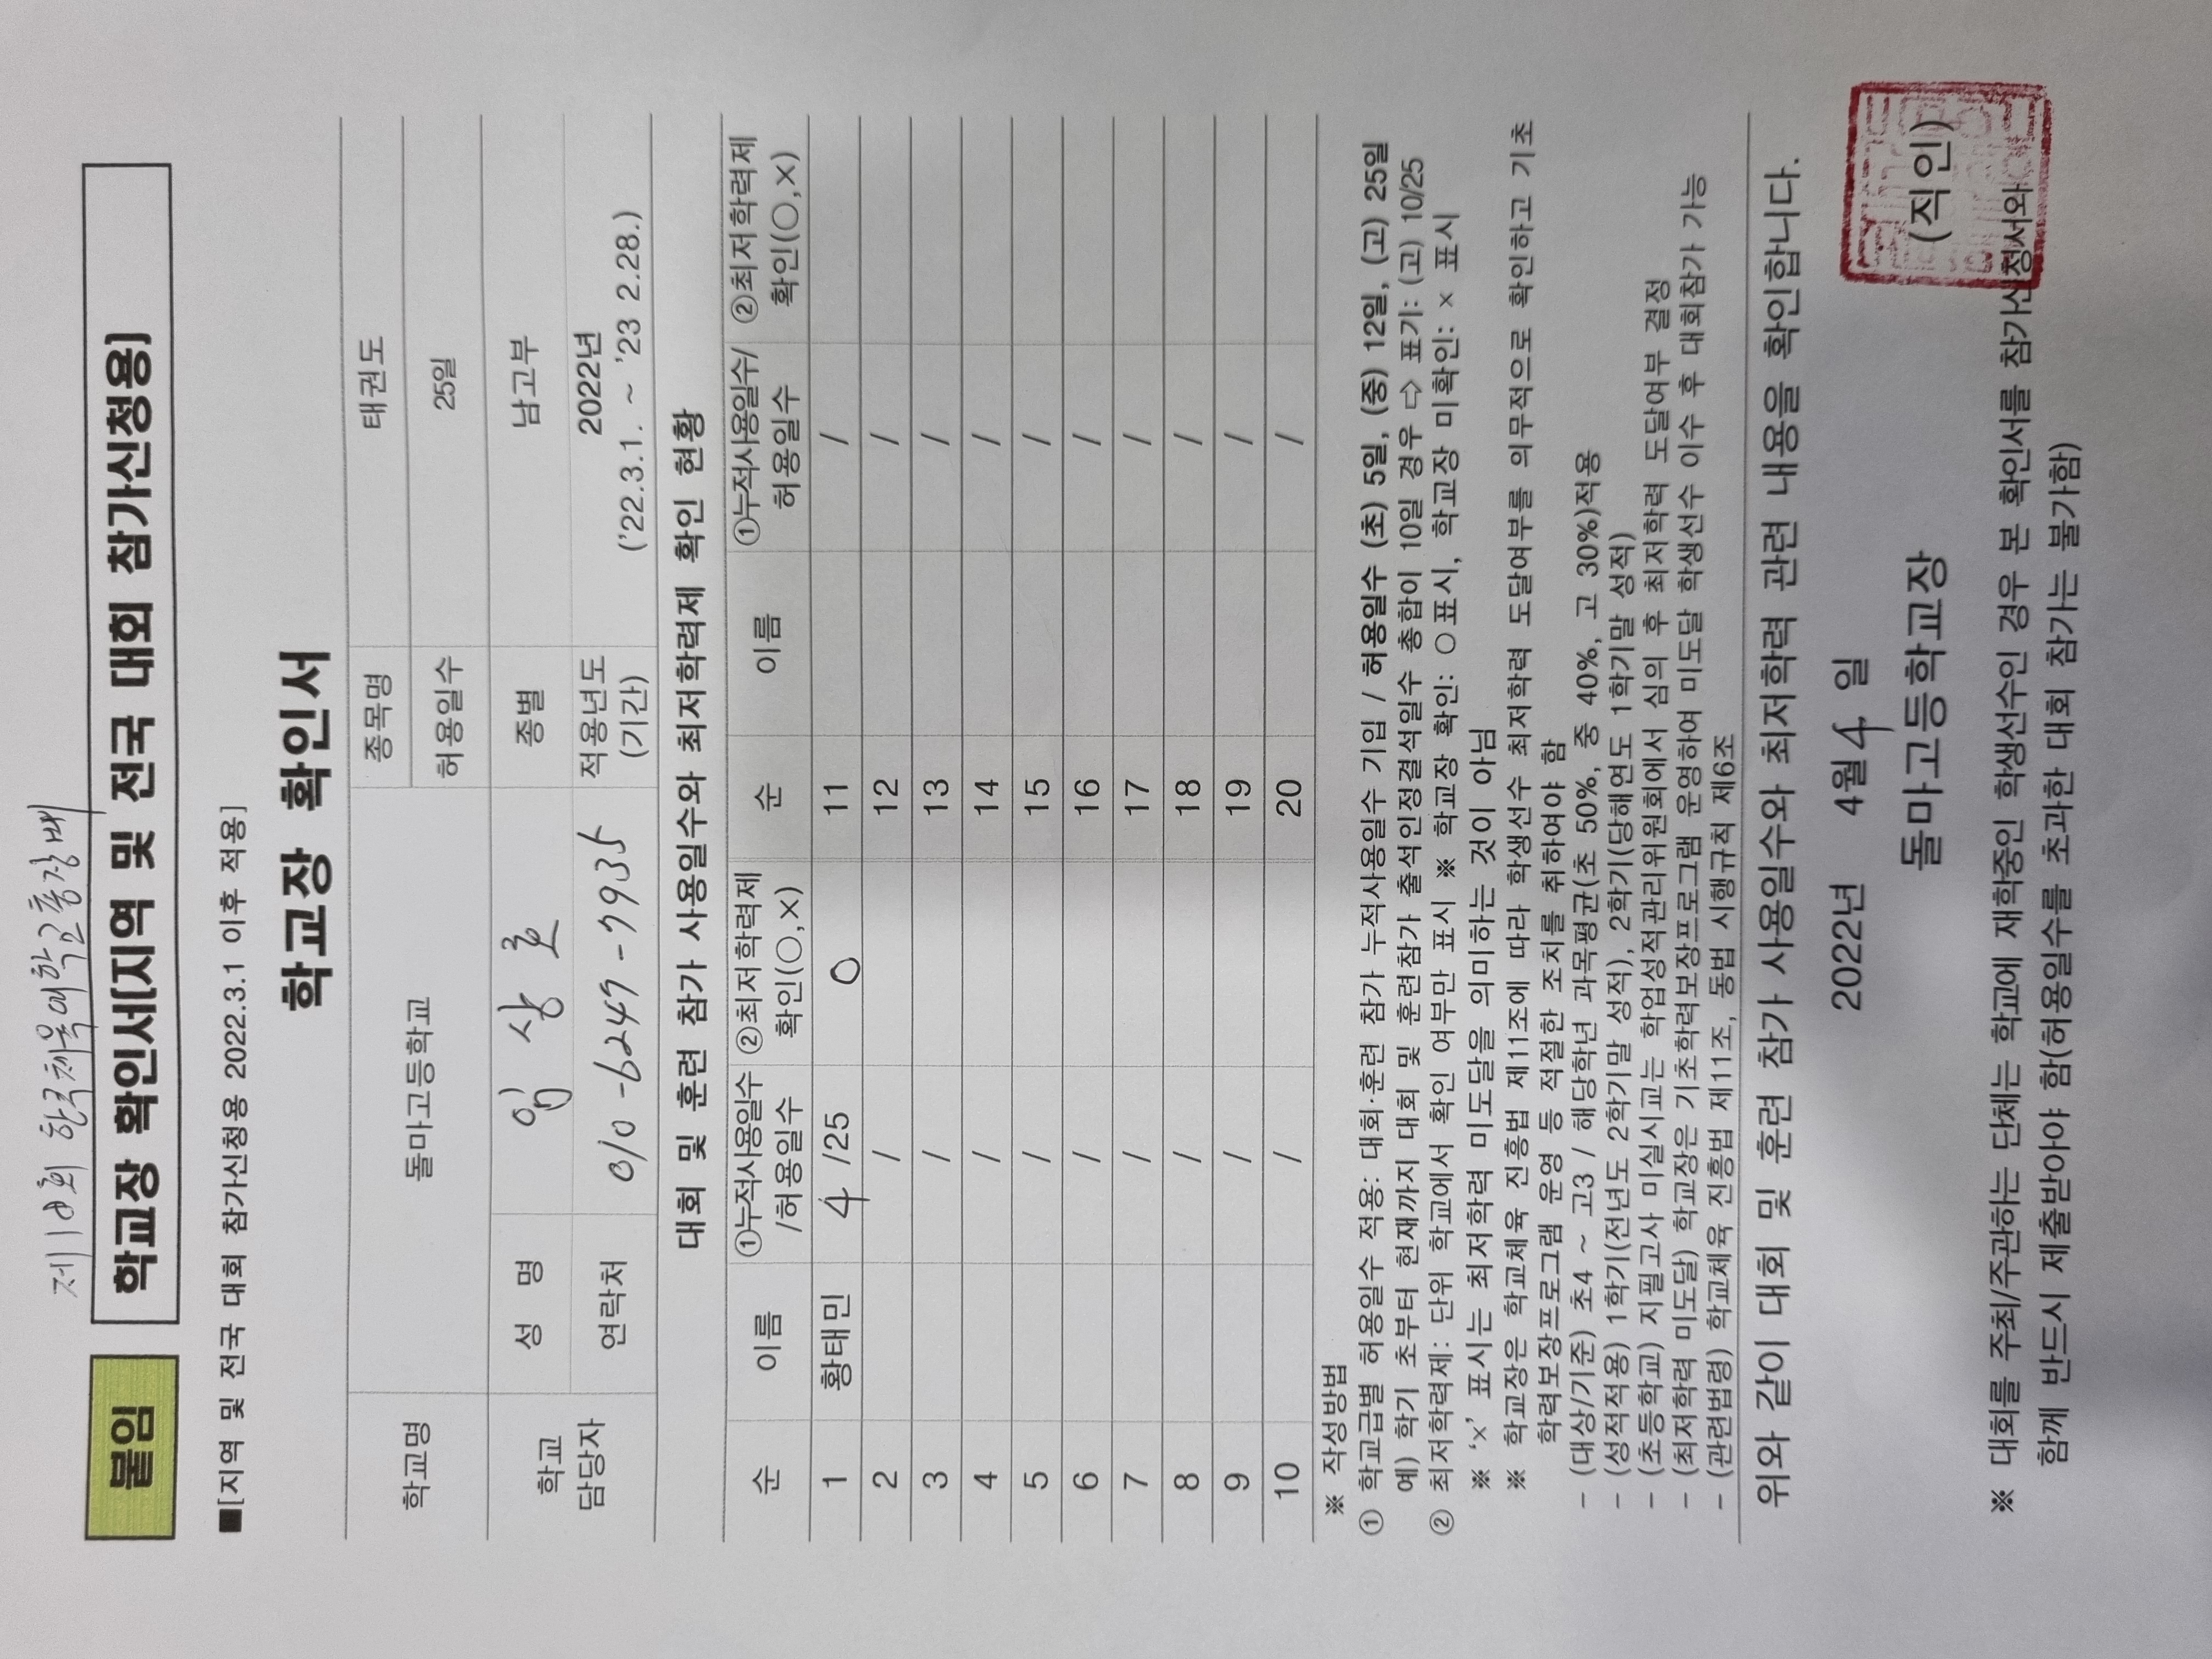 제18회 한국체육대학교총장배
붙임 학교장 확인서[지역 및 전국 대회 참가신청용]
■[지역 및 전국 대회 참가신청용 2022.3.1 이후 적용]
학교장 확인서
학교명 돌마고등학교 종목명 태권도
허용일수 25일
학교 담당자 성 명 임 상 호 종별 남고부
연락처 010-6247-7935 적용년도 (기간) 2022년 ('22.3.1. ~ '23 2.28.)
대회 및 훈련 참가 사용일수와 최저학력제 확인 현황
순 이름 ①누적사용일수 /허용일수 ②최저학력제 확인(○,×) 순 이름 ①누적사용일수/ 허용일수 ②최저학력제 확인(○,×)
1 황태민 4 /25 O 11 /
2 / 12 /
3 / 13 /
4 / 14 /
5 / 15 /
6 / 16 /
7 / 17 /
8 / 18 /
9 / 19 /
10 / 20 /
※ 작성방법
① 학교급별 허용일수 적용: 대회·훈련 참가 누적사용일수 기입 / 허용일수 (초) 5일, (중) 12일, (고) 25일
예) 학기 초부터 현재까지 대회 및 훈련참가 출석인정결석일수 총합이 10일 경우 ⇨ 표기: (고) 10/25
② 최저학력제: 단위 학교에서 확인 여부만 표시 ※ 학교장 확인: ○표시, 학교장 미확인: × 표시
※ '×' 표시는 최저학력 미도달을 의미하는 것이 아님
※ 학교장은 학교체육 진흥법 제11조에 따라 학생선수 최저학력 도달여부를 의무적으로 확인하고 기초
학력보장프로그램 운영 등 적절한 조치를 취하여야 함
- (대상/기준) 초4 ~ 고3 / 해당학년 과목평균(초 50%, 중 40%, 고 30%)적용
- (성적적용) 1학기(전년도 2학기말 성적), 2학기(당해연도 1학기말 성적)
- (초등학교) 지필고사 미실시교는 학업성적관리위원회에서 심의 후 최저학력 도달여부 결정
- (최저학력 미도달) 학교장은 기초학력보장프로그램 운영하여 미도달 학생선수 이수 후 대회참가 가능
- (관련법령) 학교체육 진흥법 제11조, 동법 시행규칙 제6조
위와 같이 대회 및 훈련 참가 사용일수와 최저학력 관련 내용을 확인합니다.
2022년 4월 4 일
돌마고등학교장 (직인)
※ 대회를 주최/주관하는 단체는 학교에 재학중인 학생선수인 경우 본 확인서를 참가신청서와
함께 반드시 제출받아야 함(허용일수를 초과한 대회 참가는 불가함)